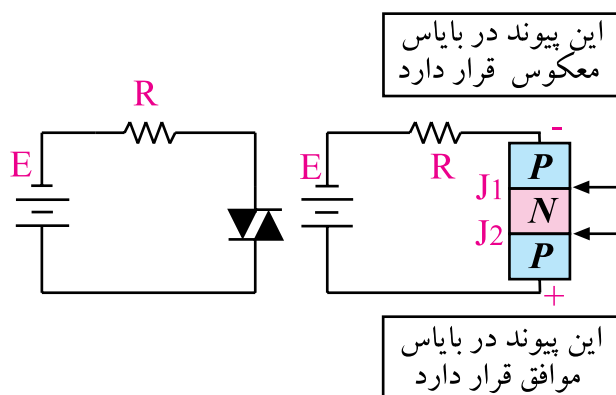 این پیوند در بایاس
معکوس قرار دارد
R
E
E
R
-
P
J1
N
J2
P
+
این پیوند در بایاس
موافق قرار دارد